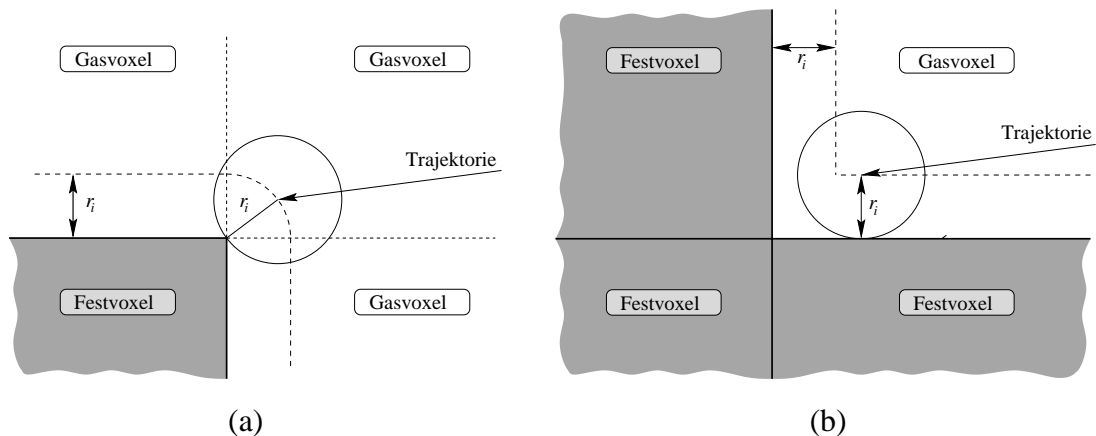 Gasvoxel
Gasvoxel
Trajektorie
r_i
r_i
Festvoxel
Gasvoxel
(a)
Festvoxel
Gasvoxel
r_i
Trajektorie
r_i
Festvoxel
Festvoxel
(b)